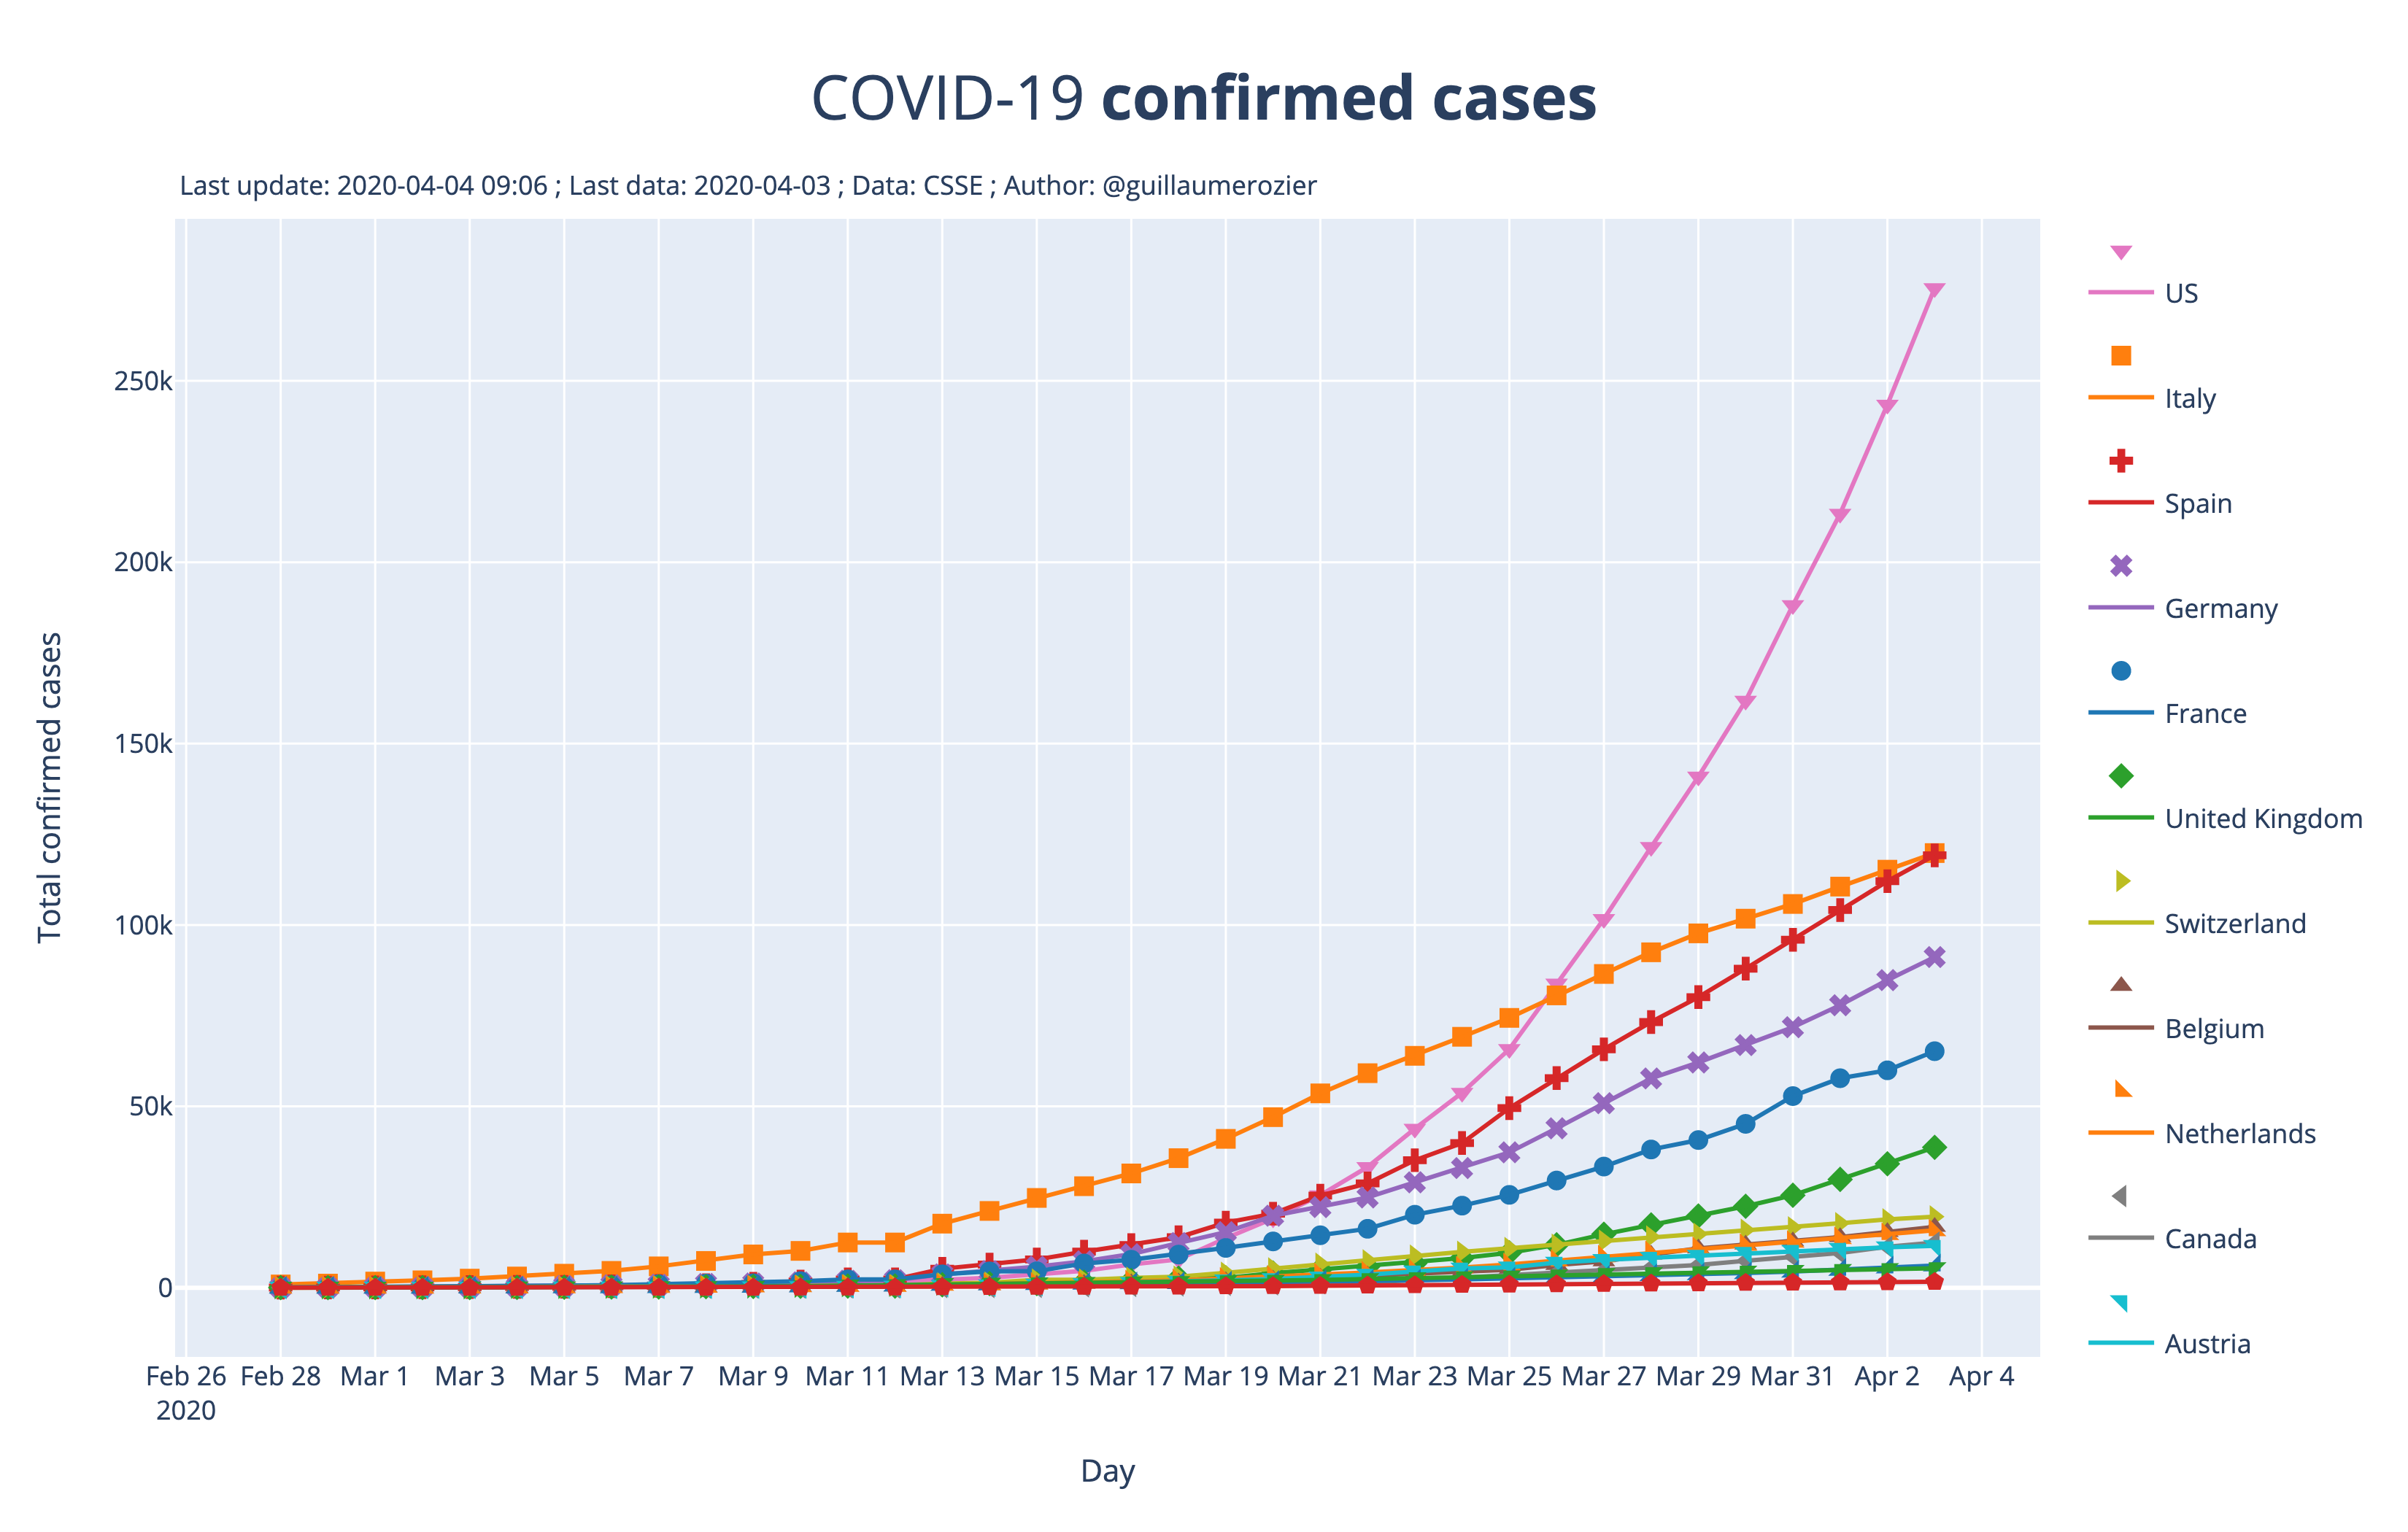 COVID-19 confirmed cases
Last update: 2020-04-04 09:06 ; Last data: 2020-04-03 ; Data: CSSE ; Author: @guillaumerozier
Total confirmed cases
250k
200k
150k
100k
50k
0
Feb 26 Feb 28 Mar 1 Mar 3 Mar 5 Mar 7 Mar 9 Mar 11 Mar 13 Mar 15 Mar 17 Mar 19 Mar 21 Mar 23 Mar 25 Mar 27 Mar 29 Mar 31 Apr 2 Apr 4
2020
Day
US
Italy
Spain
Germany
France
United Kingdom
Switzerland
Belgium
Netherlands
Canada
Austria